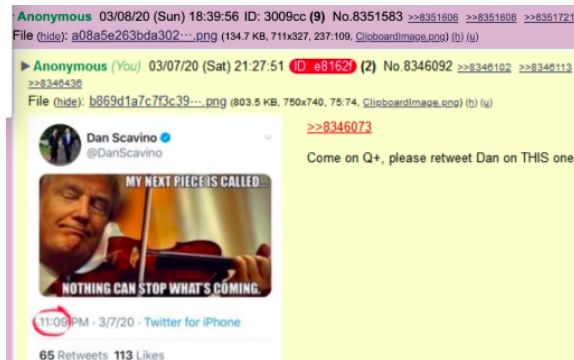 Anonymous 03/08/20 (Sun) 18:39:56 ID: 3009cc (9) No.8351583 >>8351606 >>8351608 >>8351721
File (hide): a08a5e263bda302···.png (134.7 KB, 711x327, 237:109, ClipboardImage.png) (h) (u)
▶Anonymous (You) 03/07/20 (Sat) 21:27:51 ID: e8162f (2) No.8346092 >>8346102 >>8346113
>>8346436
File (hide): b869d1a7c7f3c39···.png (803.5 KB, 750x740, 75:74, ClipboardImage.png) (h) (u)
>>8346073
Come on Q+, please retweet Dan on THIS one
Dan Scavino
@DanScavino
MY NEXT PIECE IS CALLED...
NOTHING CAN STOP WHAT'S COMING.
11:09 PM · 3/7/20 · Twitter for iPhone
65 Retweets 113 Likes